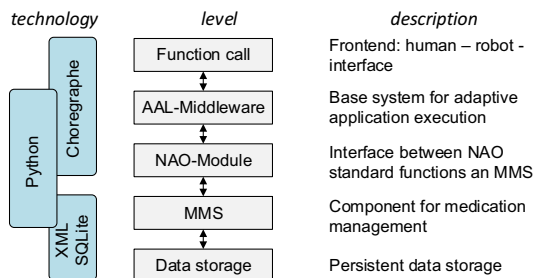 technology
level
description
Function call
Frontend: human – robot -
interface
Choregraphe
AAL-Middleware
Base system for adaptive
application execution
Python
NAO-Module
Interface between NAO
standard functions an MMS
XML
SQLite
MMS
Component for medication
management
Data storage
Persistent data storage